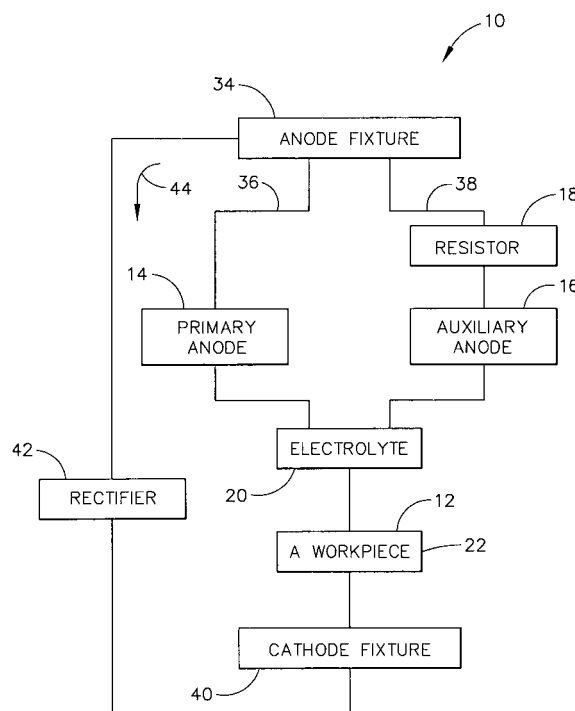 10
34
ANODE FIXTURE
36
38
44
18
RESISTOR
14
16
PRIMARY
ANODE
AUXILIARY
ANODE
42
ELECTROLYTE
RECTIFIER
20
12
A WORKPIECE
22
CATHODE FIXTURE
40